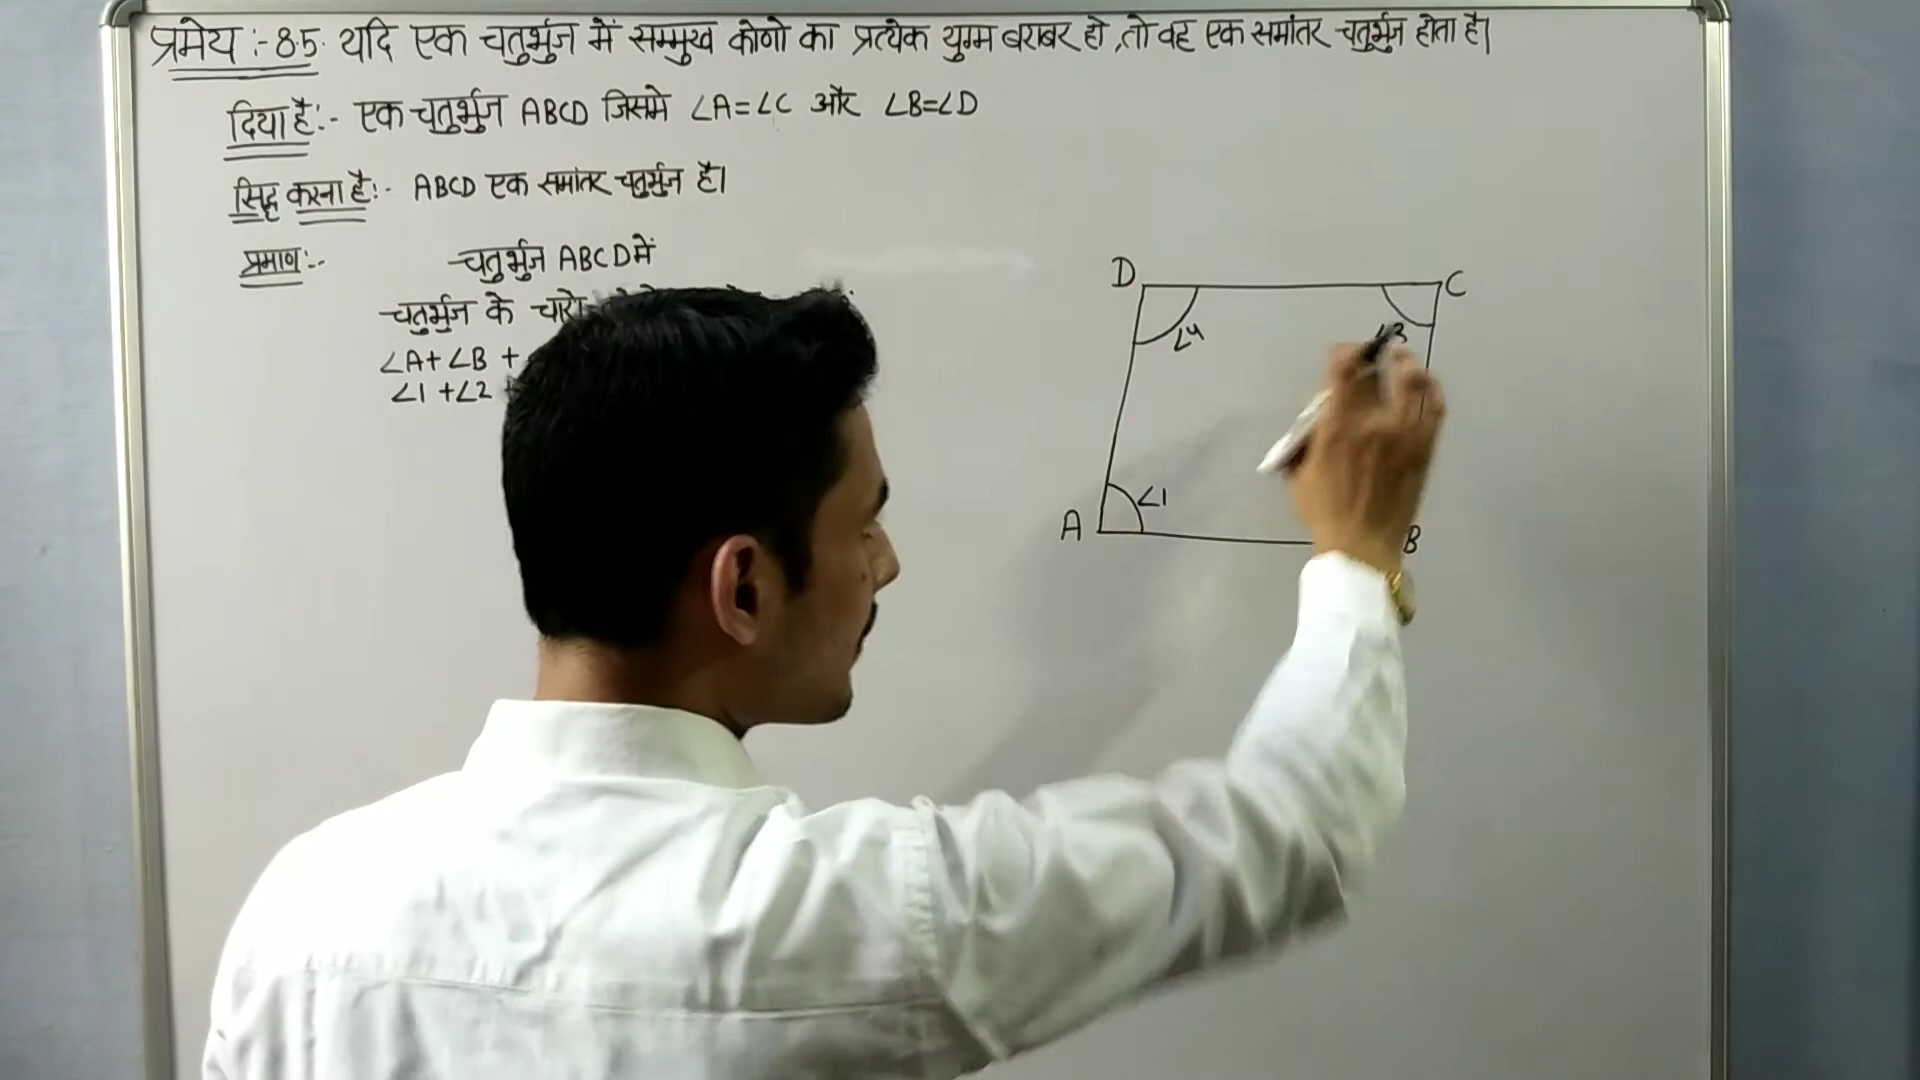 प्रमेय :- 8.5. यदि एक चतुर्भुज में सम्मुख कोणो का प्रत्येक युग्म बराबर हो, तो वह एक समांतर चतुर्भुज होता है।
दिया है:- एक चतुर्भुज ABCD जिसमे ∠A=∠C और ∠B=∠D
सिद्ध करना है:- ABCD एक समांतर चतुर्भुज है।
प्रमाण:- चतुर्भुज ABCD में
चतुर्भुज के चारो
∠A+ ∠B +
∠1 +∠2 +
D C
∠4 ∠3
∠1
A B